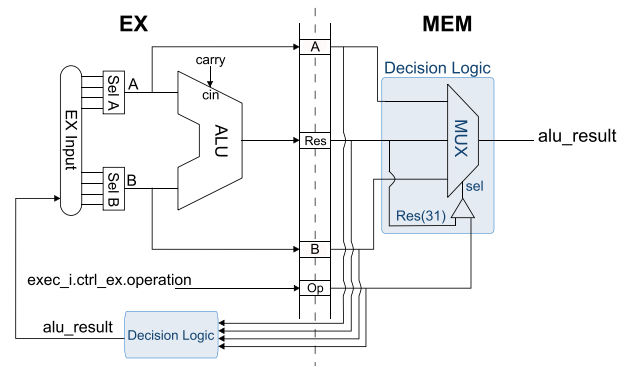 EX
MEM
A
carry
Decision Logic
Sel A
A
cin
EX Input
ALU
Res
MUX
alu_result
Sel B
B
sel
Res(31)
B
exec_i.ctrl_ex.operation
Op
alu_result
Decision Logic